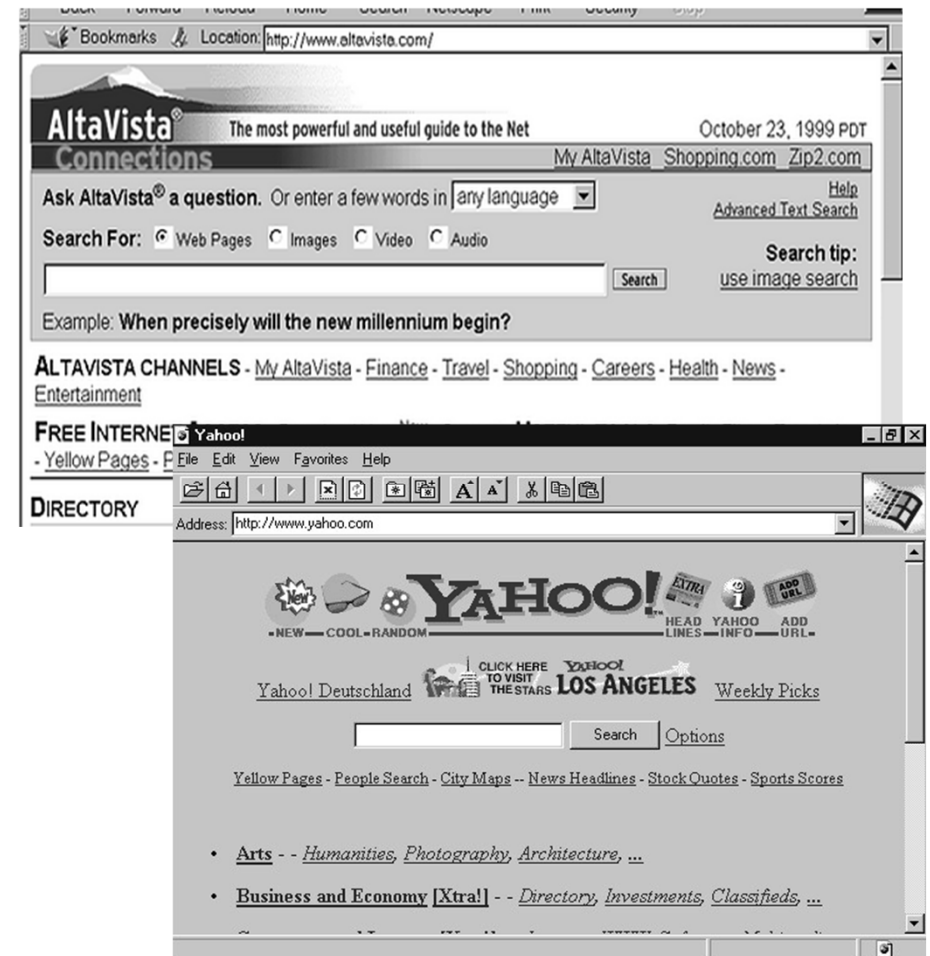 Bookmarks Location: http://www.altavista.com/
AltaVista®
The most powerful and useful guide to the Net
October 23, 1999 PDT
Connections
My AltaVista Shopping.com Zip2.com
Ask AltaVista® a question. Or enter a few words in any language
Help
Advanced Text Search
Search For: Web Pages Images Video Audio
Search tip:
Search
use image search
Example: When precisely will the new millennium begin?
ALTAVISTA CHANNELS - My AltaVista - Finance - Travel - Shopping - Careers - Health - News -
Entertainment
FREE INTERNE
- Yellow Pages - P
DIRECTORY
Yahoo!
File Edit View Favorites Help
Address: http://www.yahoo.com
New
EXTRA
ADD URL
YAHOO!
NEW COOL RANDOM
HEAD LINES YAHOO INFO ADD URL
Yahoo! Deutschland
CLICK HERE TO VISIT THE STARS
YAHOO! LOS ANGELES
Weekly Picks
Search Options
Yellow Pages - People Search - City Maps -- News Headlines - Stock Quotes - Sports Scores
• Arts - - Humanities, Photography, Architecture, ...
• Business and Economy [Xtra!] - - Directory, Investments, Classifieds, ...